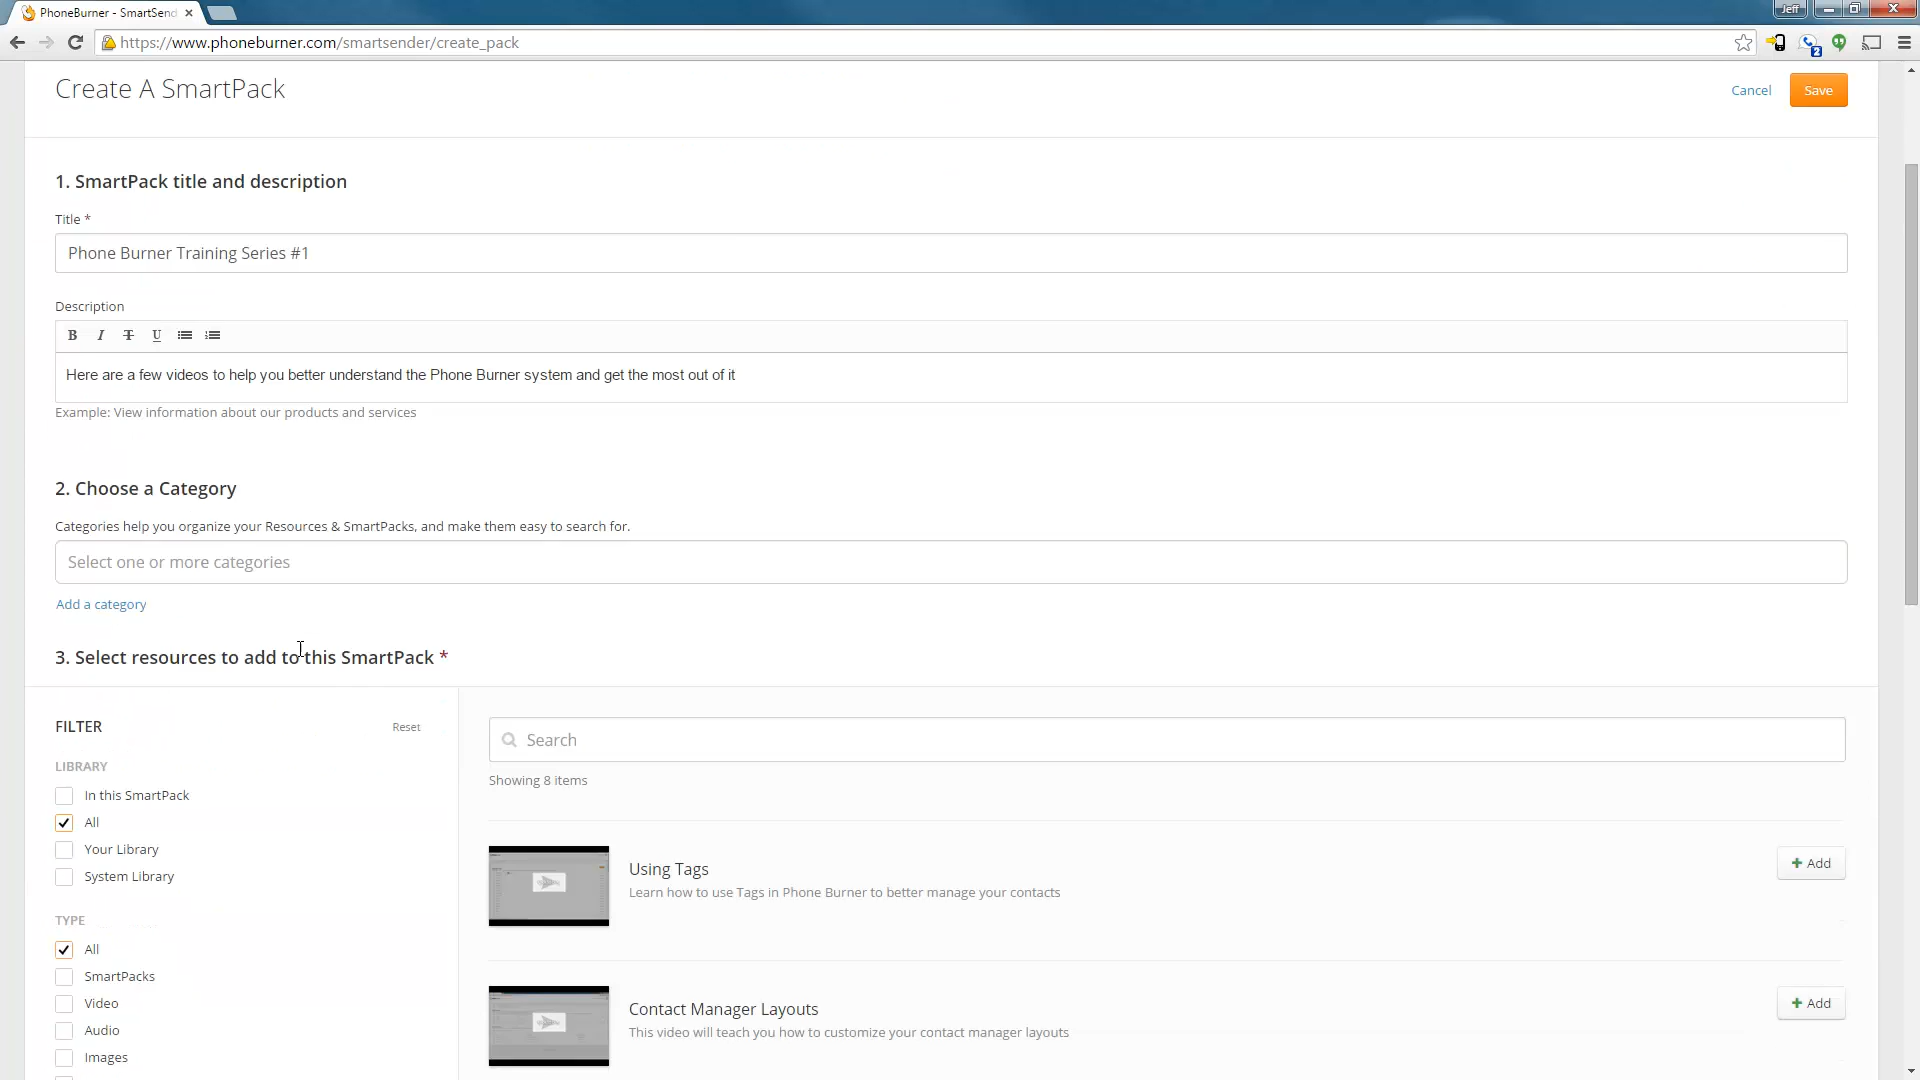 PhoneBurner - SmartSend
Jeff
https://www.phoneburner.com/smartsender/create_pack
2
Create A SmartPack
Cancel
Save
1. SmartPack title and description
Title *
Phone Burner Training Series #1
Description
B I T U
Here are a few videos to help you better understand the Phone Burner system and get the most out of it
Example: View information about our products and services
2. Choose a Category
Categories help you organize your Resources & SmartPacks, and make them easy to search for.
Select one or more categories
Add a category
3. Select resources to add to this SmartPack *
FILTER
Reset
LIBRARY
In this SmartPack
All
Your Library
System Library
TYPE
All
SmartPacks
Video
Audio
Images
Search
Showing 8 items
Using Tags
Learn how to use Tags in Phone Burner to better manage your contacts
+ Add
Contact Manager Layouts
This video will teach you how to customize your contact manager layouts
+ Add